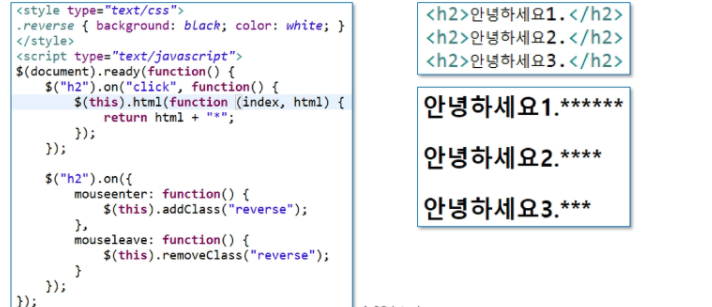 <style type="text/css">
.reverse { background: black; color: white; }
</style>
<script type="text/javascript">
$(document).ready(function() {
    $("h2").on("click", function() {
        $(this).html(function (index, html) {
            return html + "*";
        });
    });

    $("h2").on({
        mouseenter: function() {
            $(this).addClass("reverse");
        },
        mouseleave: function() {
            $(this).removeClass("reverse");
        }
    });
});
<h2>안녕하세요1.</h2>
<h2>안녕하세요2.</h2>
<h2>안녕하세요3.</h2>
안녕하세요1.******
안녕하세요2.****
안녕하세요3.***